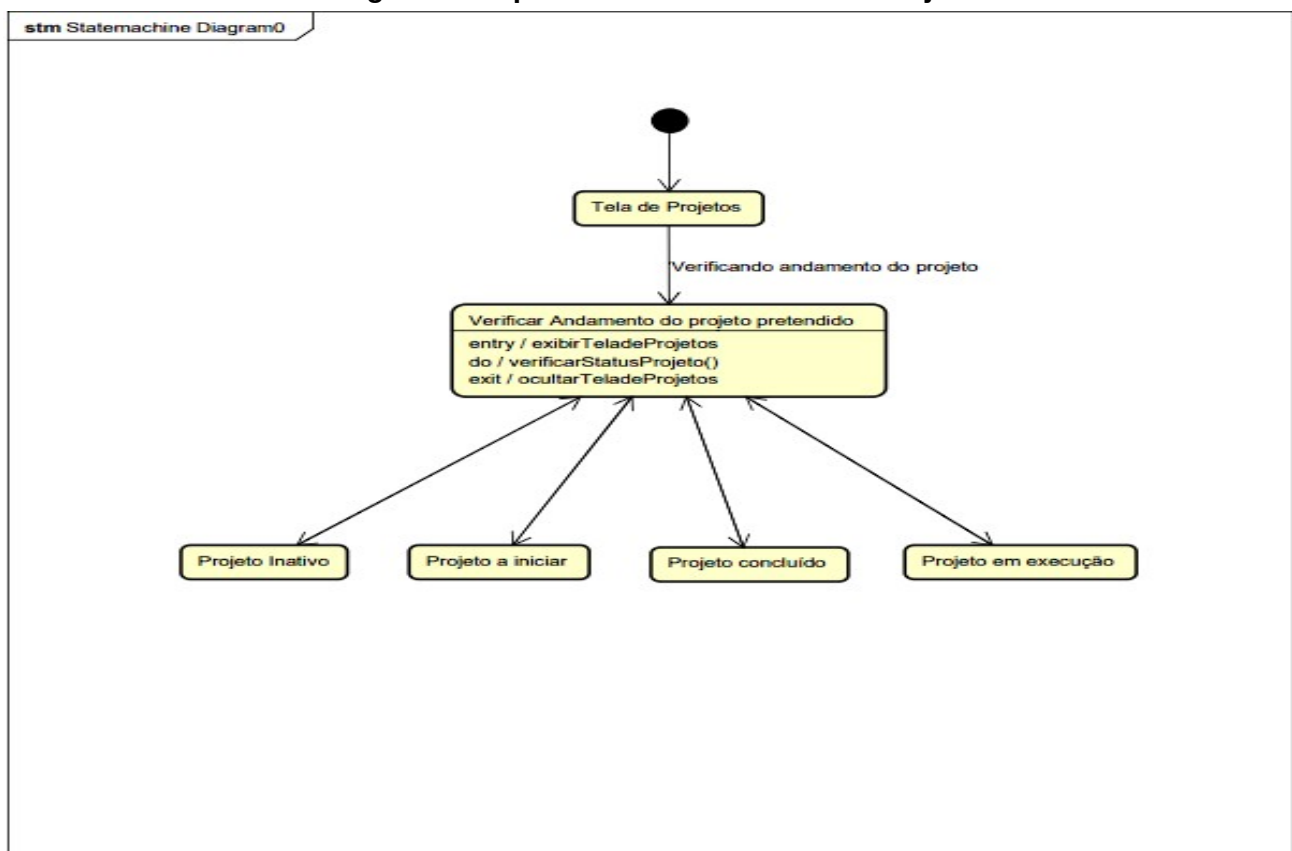 stm Statemachine Diagram0
Tela de Projetos
Verificando andamento do projeto
Verificar Andamento do projeto pretendido
entry / exibirTeladeProjetos
do / verificarStatusProjeto()
exit / ocultarTeladeProjetos
Projeto Inativo
Projeto a iniciar
Projeto concluído
Projeto em execução